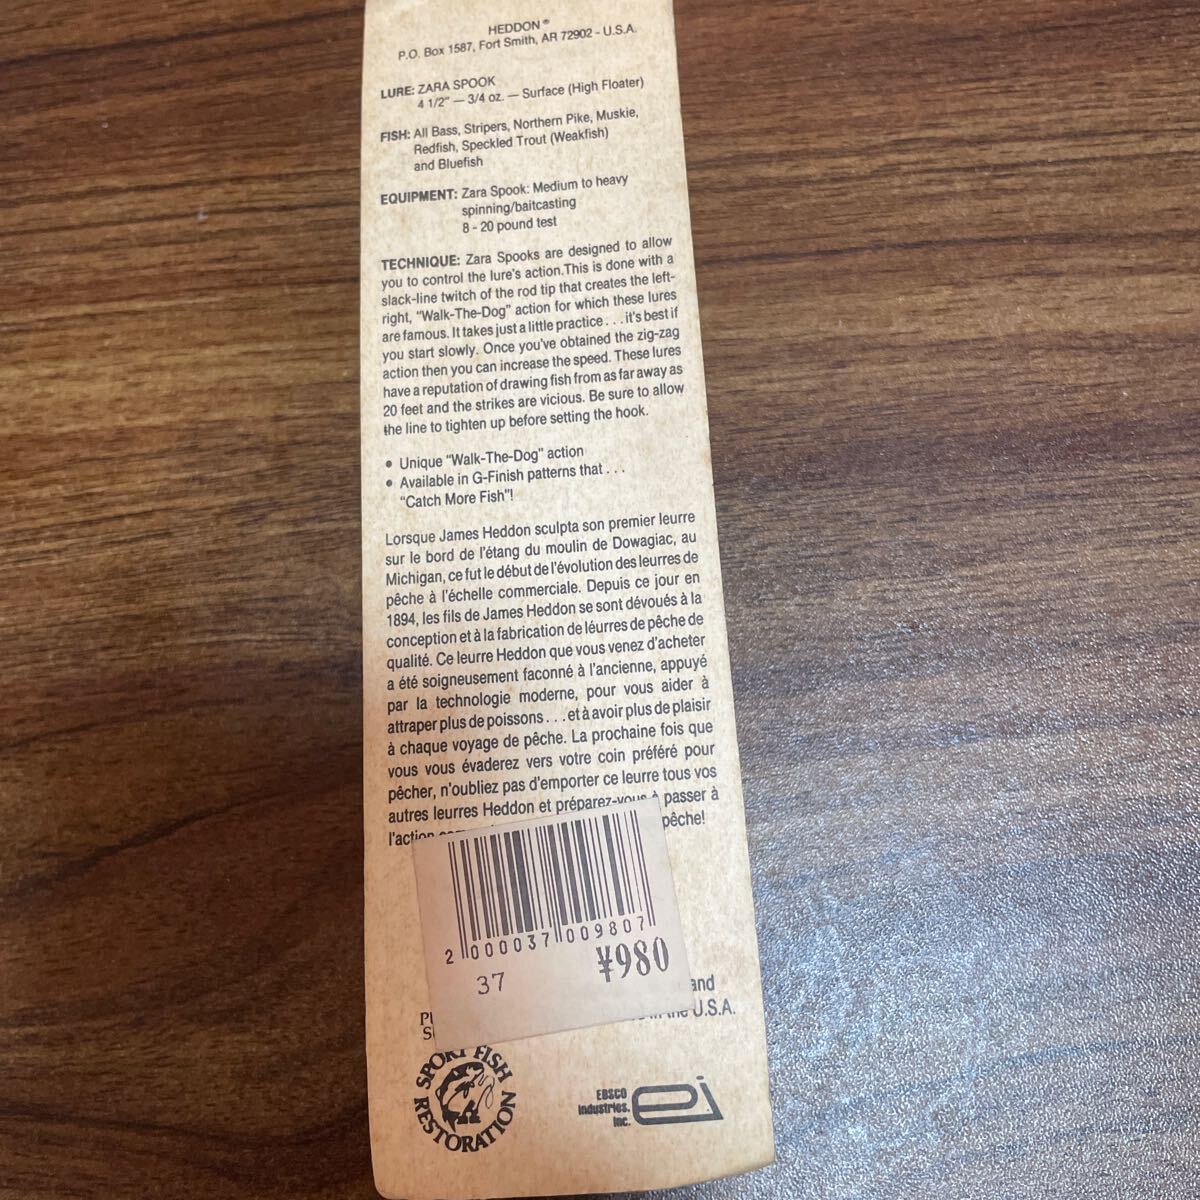 HEDDON®
P.O. Box 1587, Fort Smith, AR 72902 - U.S.A.
LURE: ZARA SPOOK
4 1/2" — 3/4 oz. — Surface (High Floater)
FISH: All Bass, Stripers, Northern Pike, Muskie,
Redfish, Speckled Trout (Weakfish)
and Bluefish
EQUIPMENT: Zara Spook: Medium to heavy
spinning/baitcasting
8 - 20 pound test
TECHNIQUE: Zara Spooks are designed to allow
you to control the lure's action.This is done with a
slack-line twitch of the rod tip that creates the left-
right, "Walk-The-Dog" action for which these lures
are famous. It takes just a little practice . . . it's best if
you start slowly. Once you've obtained the zig-zag
action then you can increase the speed. These lures
have a reputation of drawing fish from as far away as
20 feet and the strikes are vicious. Be sure to allow
the line to tighten up before setting the hook.
• Unique "Walk-The-Dog" action
• Available in G-Finish patterns that . . .
"Catch More Fish"!
Lorsque James Heddon sculpta son premier leurre
sur le bord de l'étang du moulin de Dowagiac, au
Michigan, ce fut le début de l'évolution des leurres de
pêche à l'échelle commerciale. Depuis ce jour en
1894, les fils de James Heddon se sont dévoués à la
conception et à la fabrication de léurres de pêche de
qualité. Ce leurre Heddon que vous venez d'acheter
a été soigneusement faconné à l'ancienne, appuyé
par la technologie moderne, pour vous aider à
attraper plus de poissons . . . et à avoir plus de plaisir
à chaque voyage de pêche. La prochaine fois que
vous vous évaderez vers votre coin préféré pour
pêcher, n'oubliez pas d'emporter ce leurre tous vos
autres leurres Heddon et préparez-vous à passer à
l'action pêche!
2 000037 009807
37 ¥980
and
in the U.S.A.
SPORT FISH
RESTORATION
EBSCO
Industries,
Inc.
ei